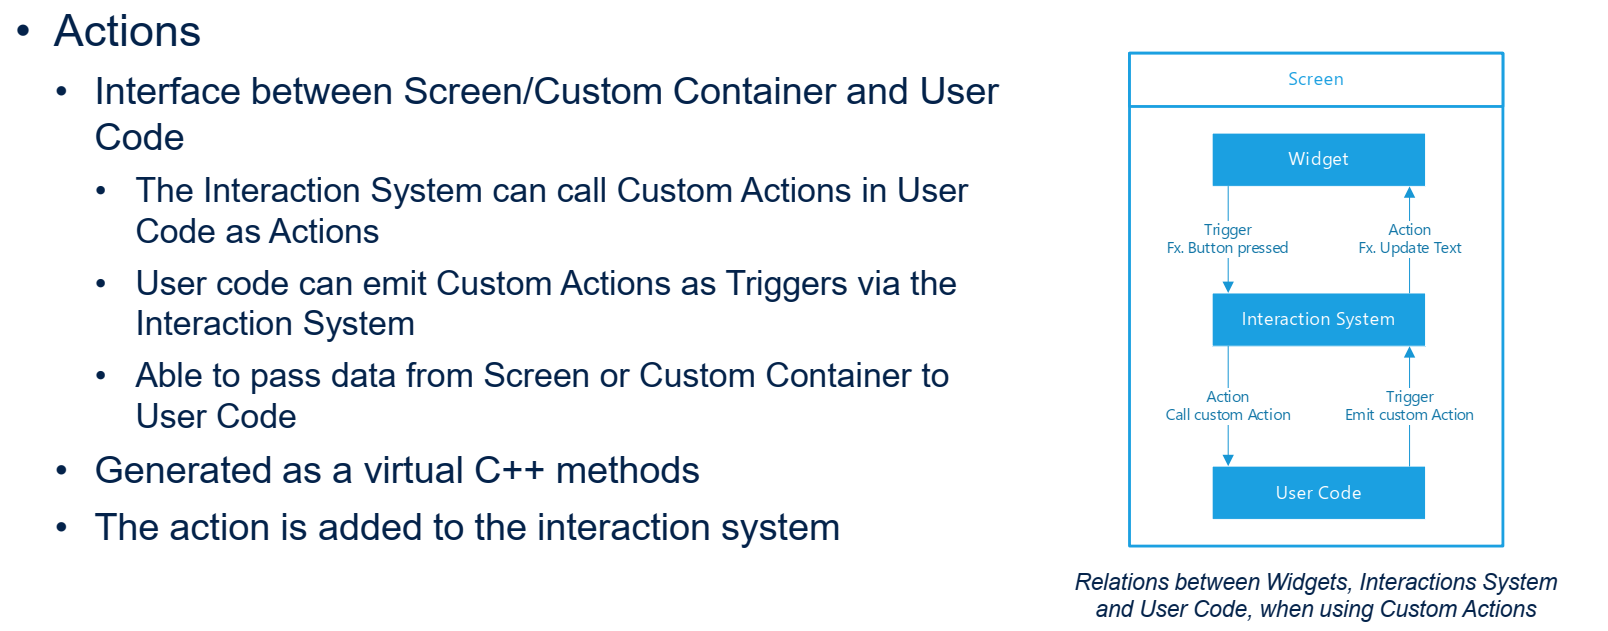 • Actions
• Interface between Screen/Custom Container and User
Code
• The Interaction System can call Custom Actions in User
Code as Actions
• User code can emit Custom Actions as Triggers via the
Interaction System
• Able to pass data from Screen or Custom Container to
User Code
• Generated as a virtual C++ methods
• The action is added to the interaction system
Screen
Widget
Trigger
Fx. Button pressed
Action
Fx. Update Text
Interaction System
Action
Call custom Action
Trigger
Emit custom Action
User Code
Relations between Widgets, Interactions System
and User Code, when using Custom Actions